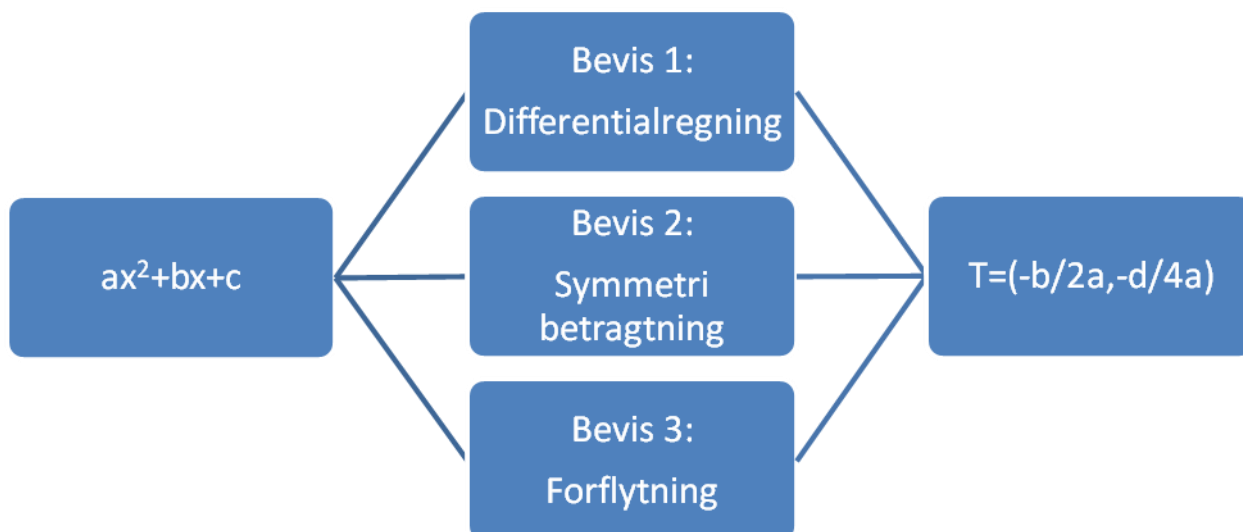 ax²+bx+c
Bevis 1:
Differentialregning
Bevis 2:
Symmetri
betragtning
Bevis 3:
Forflytning
T=(-b/2a,-d/4a)